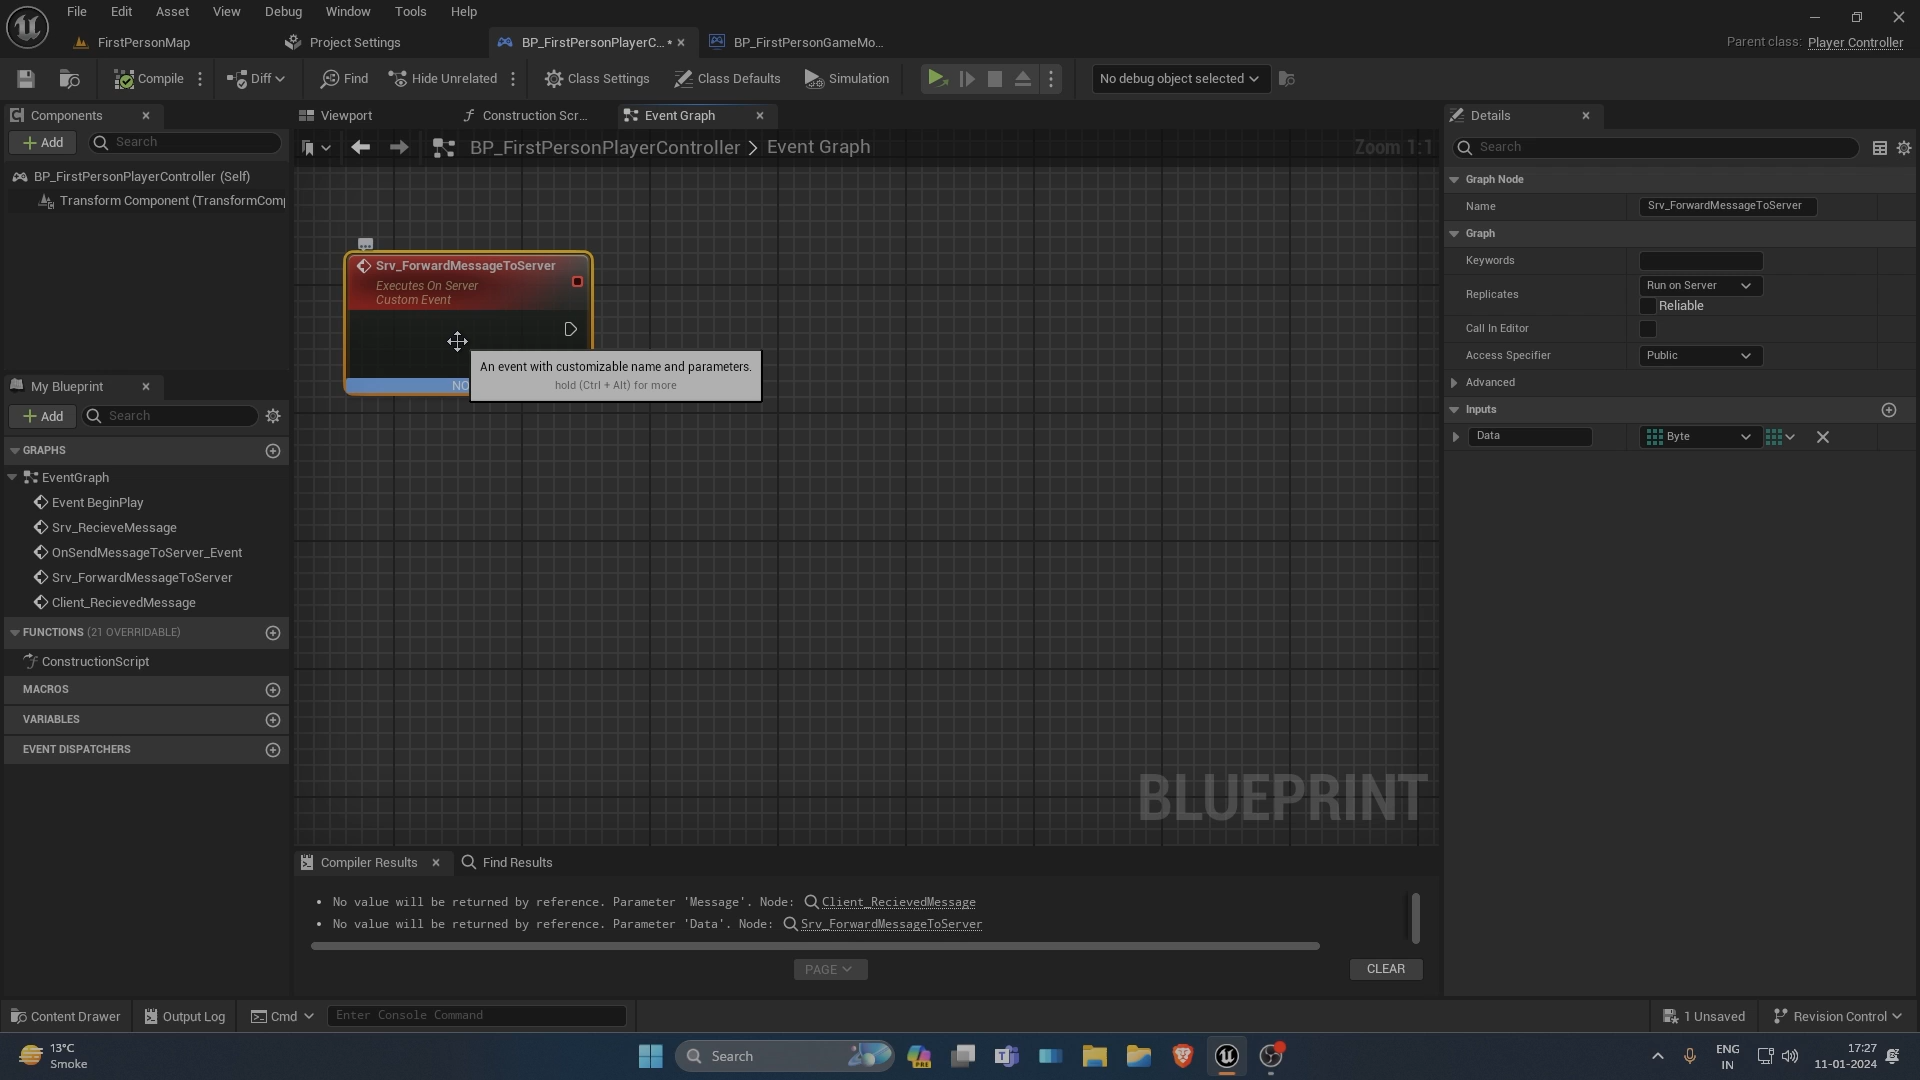 File Edit Asset View Debug Window Tools Help
FirstPersonMap Project Settings BP_FirstPersonPlayerC... • BP_FirstPersonGameMo... Parent class: Player Controller
Compile Diff Find Hide Unrelated Class Settings Class Defaults Simulation No debug object selected
Components
Add Search
BP_FirstPersonPlayerController (Self)
Transform Component (TransformComp
My Blueprint
Add Search
GRAPHS
EventGraph
Event BeginPlay
Srv_RecieveMessage
OnSendMessageToServer_Event
Srv_ForwardMessageToServer
Client_RecievedMessage
FUNCTIONS (21 OVERRIDABLE)
ConstructionScript
MACROS
VARIABLES
EVENT DISPATCHERS
Viewport Construction Scr... Event Graph
BP_FirstPersonPlayerController > Event Graph Zoom 1:1
Srv_ForwardMessageToServer
Executes On Server
Custom Event
NO
An event with customizable name and parameters.
hold (Ctrl + Alt) for more
BLUEPRINT
Compiler Results Find Results
• No value will be returned by reference. Parameter 'Message'. Node: Client_RecievedMessage
• No value will be returned by reference. Parameter 'Data'. Node: Srv_ForwardMessageToServer
PAGE CLEAR
Details
Search
Graph Node
Name Srv_ForwardMessageToServer
Graph
Keywords
Replicates Run on Server
Reliable
Call In Editor
Access Specifier Public
Advanced
Inputs
Data Byte
Content Drawer Output Log Cmd Enter Console Command 1 Unsaved Revision Control
13°C
Smoke
Search
PRE
ENG
IN
17:27
11-01-2024